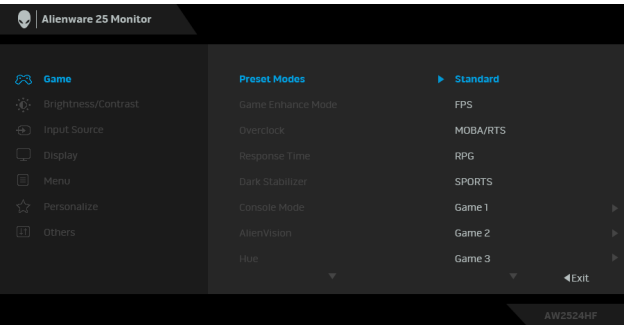 Alienware 25 Monitor
Game
Preset Modes
Standard
Brightness/Contrast
Game Enhance Mode
FPS
Input Source
Overclock
MOBA/RTS
Display
Response Time
RPG
Menu
Dark Stabilizer
SPORTS
Personalize
Console Mode
Game 1
Others
AlienVision
Game 2
Hue
Game 3
Exit
AW2524HF